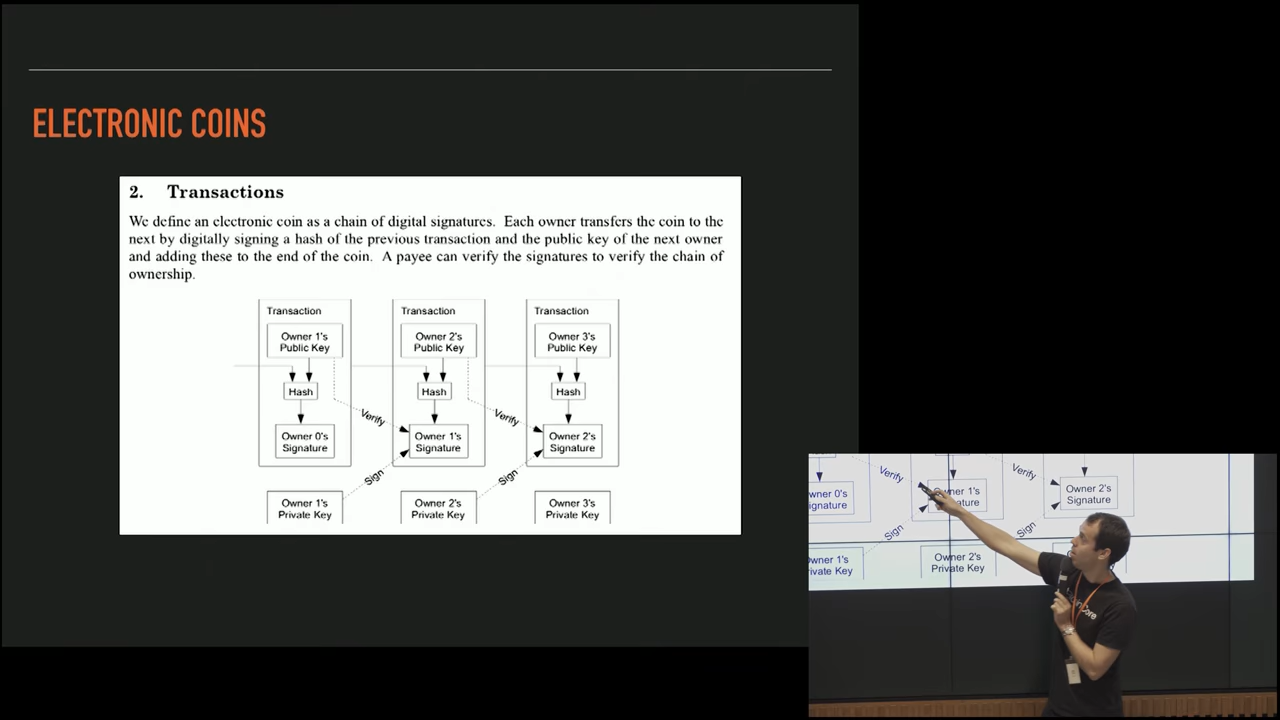 ELECTRONIC COINS
2. Transactions
We define an electronic coin as a chain of digital signatures. Each owner transfers the coin to the
next by digitally signing a hash of the previous transaction and the public key of the next owner
and adding these to the end of the coin. A payee can verify the signatures to verify the chain of
ownership.
Transaction
Owner 1's
Public Key
Hash
Owner 0's
Signature
Transaction
Owner 2's
Public Key
Hash
Owner 1's
Signature
Transaction
Owner 3's
Public Key
Hash
Owner 2's
Signature
Verify
Verify
Sign
Sign
Owner 1's
Private Key
Owner 2's
Private Key
Owner 3's
Private Key
Verify
Verify
wner 0's
ignature
wner 1's
ature
Owner 2's
Signature
Sign
Sign
wner 1's
ivate Key
Owner 2's
Private Key
ore